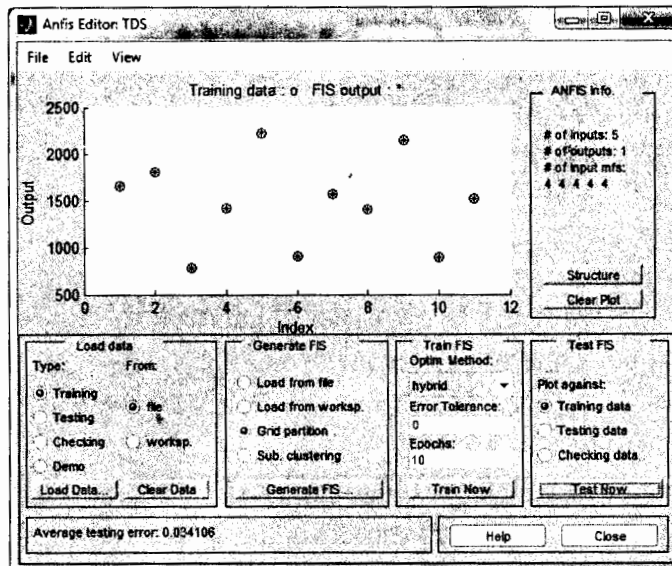 Anfis Editor: TDS
File Edit View
Training data : o FIS output : *
2500
2000
1500
1000
500
Output
0 2 4 6 8 10 12
Index
ANFIS Info.
# of inputs: 5
# of outputs: 1
# of input mfs:
4 4 4 4 4
Structure
Clear Plot
Load data
Type: From:
Training
Testing
Checking
Demo
file
worksp.
Load Data... Clear Data
Generate FIS
Load from file
Load from worksp.
Grid partition
Sub. clustering
Generate FIS
Train FIS
Optim. Method:
hybrid
Error Tolerance:
0
Epochs:
10
Train Now
Test FIS
Plot against:
Training data
Testing data
Checking data
Test Now
Average testing error: 0.034106
Help Close